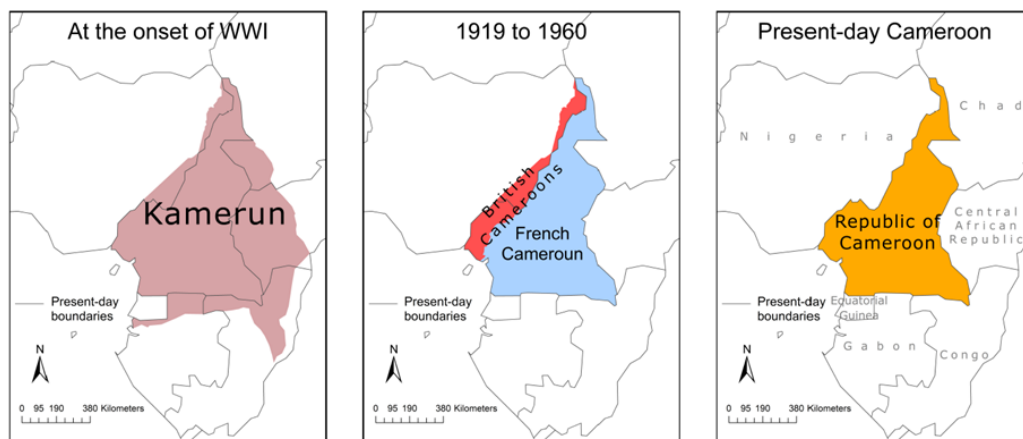 At the onset of WWI
Kamerun
Present-day
boundaries
N
0 95 190 380 Kilometers
1919 to 1960
British
Cameroons
French
Cameroun
Present-day
boundaries
N
0 95 190 380 Kilometers
Present-day Cameroon
Chad
Nigeria
Central
African
Republic
Republic of
Cameroon
Present-day
boundaries
Equatorial
Guinea
Gabon
Congo
N
0 95 190 380 Kilometers